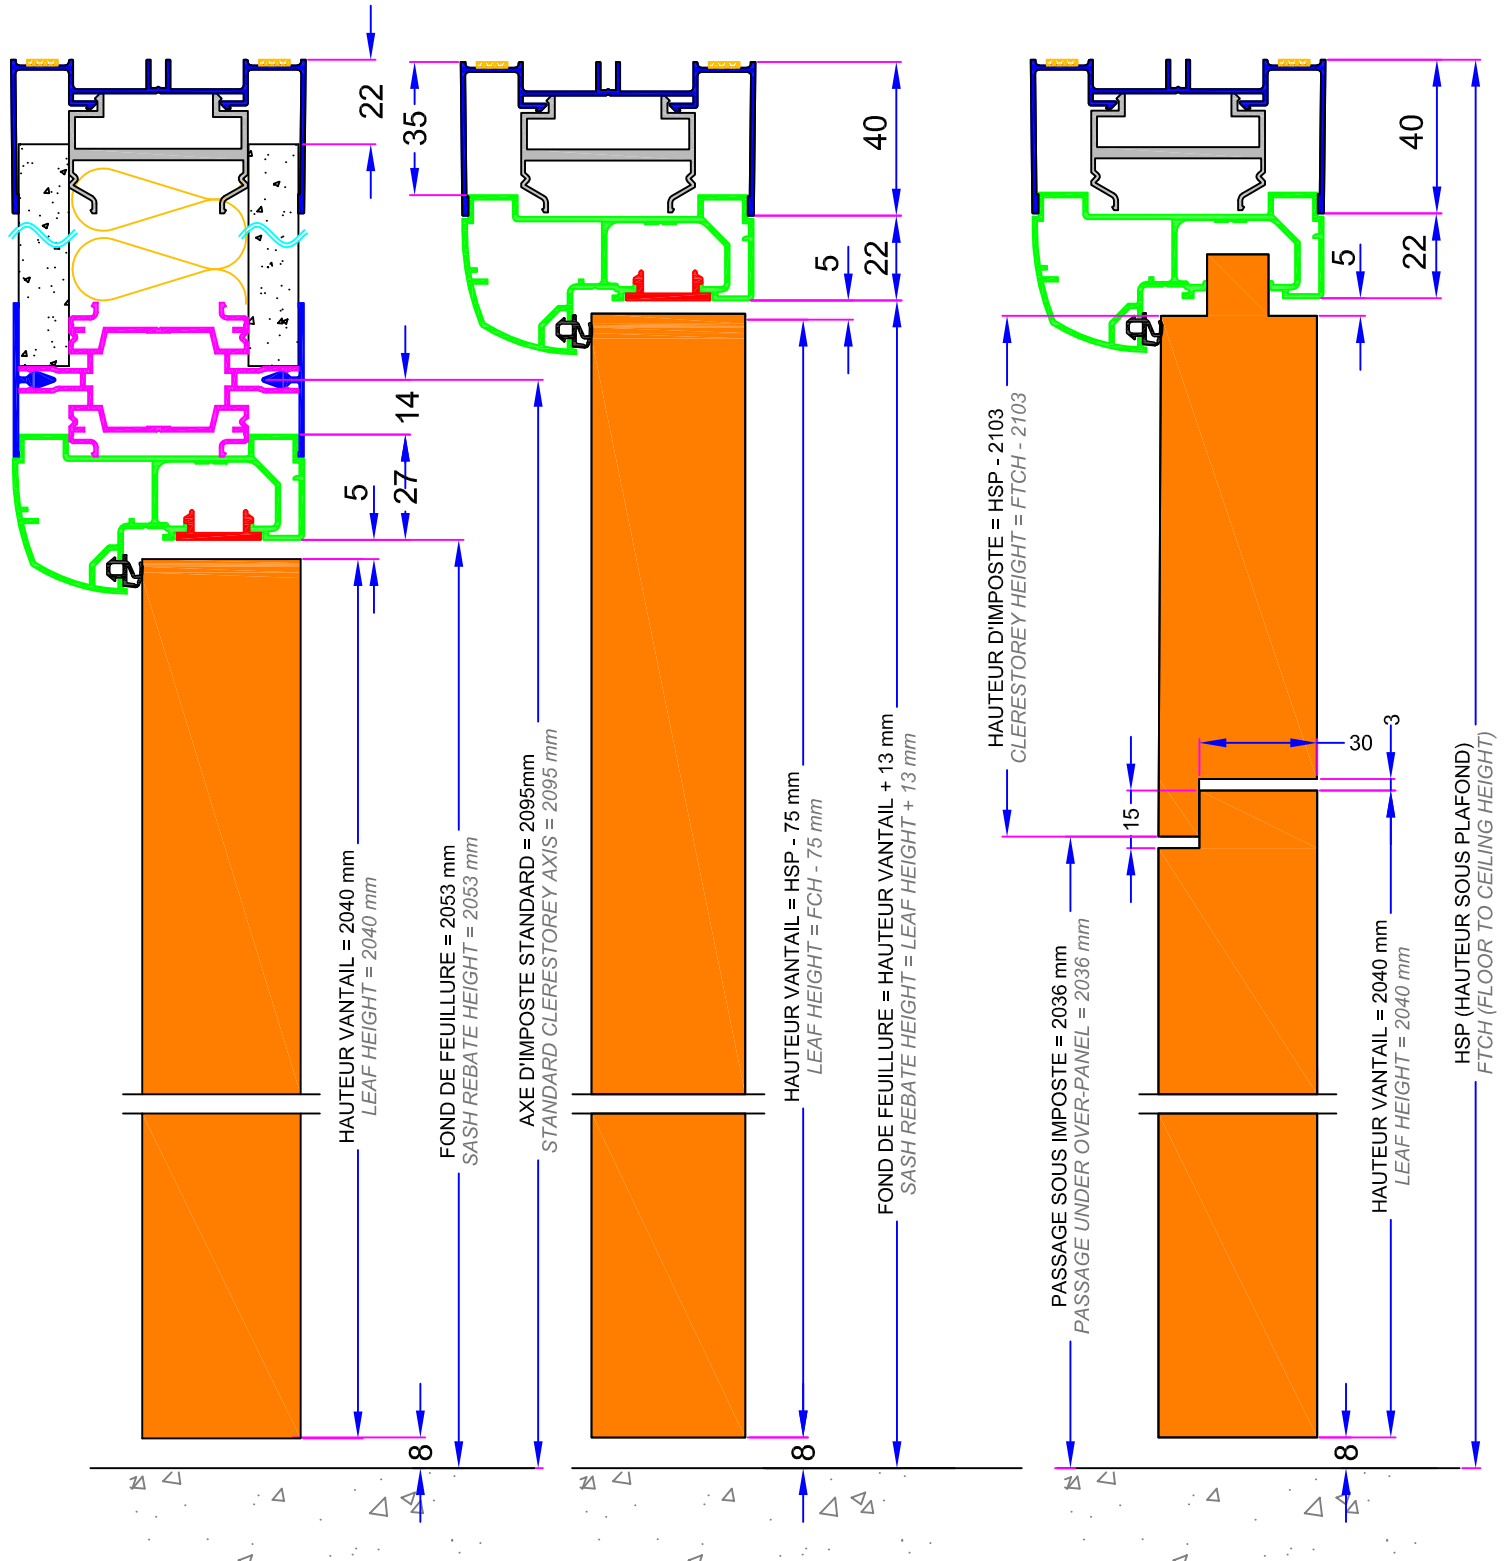 22
14
27
5
HAUTEUR VANTAIL = 2040 mm
LEAF HEIGHT = 2040 mm
FOND DE FEUILLURE = 2053 mm
SASH REBATE HEIGHT = 2053 mm
AXE D'IMPOSTE STANDARD = 2095mm
STANDARD CLERESTOREY AXIS = 2095 mm
8
35
40
22
5
HAUTEUR VANTAIL = HSP - 75 mm
LEAF HEIGHT = FCH - 75 mm
FOND DE FEUILLURE = HAUTEUR VANTAIL + 13 mm
SASH REBATE HEIGHT = LEAF HEIGHT + 13 mm
8
40
22
5
HAUTEUR D'IMPOSTE = HSP - 2103
CLERESTOREY HEIGHT = FTCH - 2103
30
3
15
PASSAGE SOUS IMPOSTE = 2036 mm
PASSAGE UNDER OVER-PANEL = 2036 mm
HAUTEUR VANTAIL = 2040 mm
LEAF HEIGHT = 2040 mm
HSP (HAUTEUR SOUS PLAFOND)
FTCH (FLOOR TO CEILING HEIGHT)
8